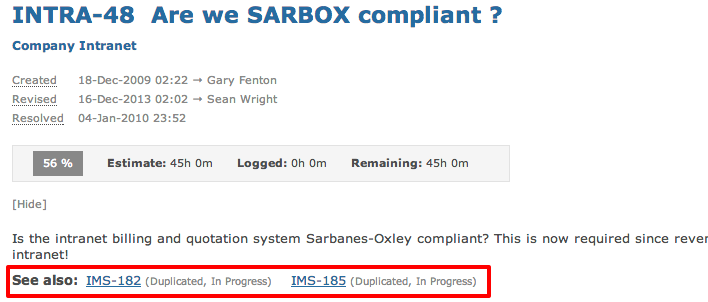 INTRA-48 Are we SARBOX compliant ?
Company Intranet
Created 18-Dec-2009 02:22 → Gary Fenton
Revised 16-Dec-2013 02:02 → Sean Wright
Resolved 04-Jan-2010 23:52
56 % Estimate: 45h 0m Logged: 0h 0m Remaining: 45h 0m
[Hide]
Is the intranet billing and quotation system Sarbanes-Oxley compliant? This is now required since
intranet!
See also: IMS-182 (Duplicated, In Progress) IMS-185 (Duplicated, In Progress)